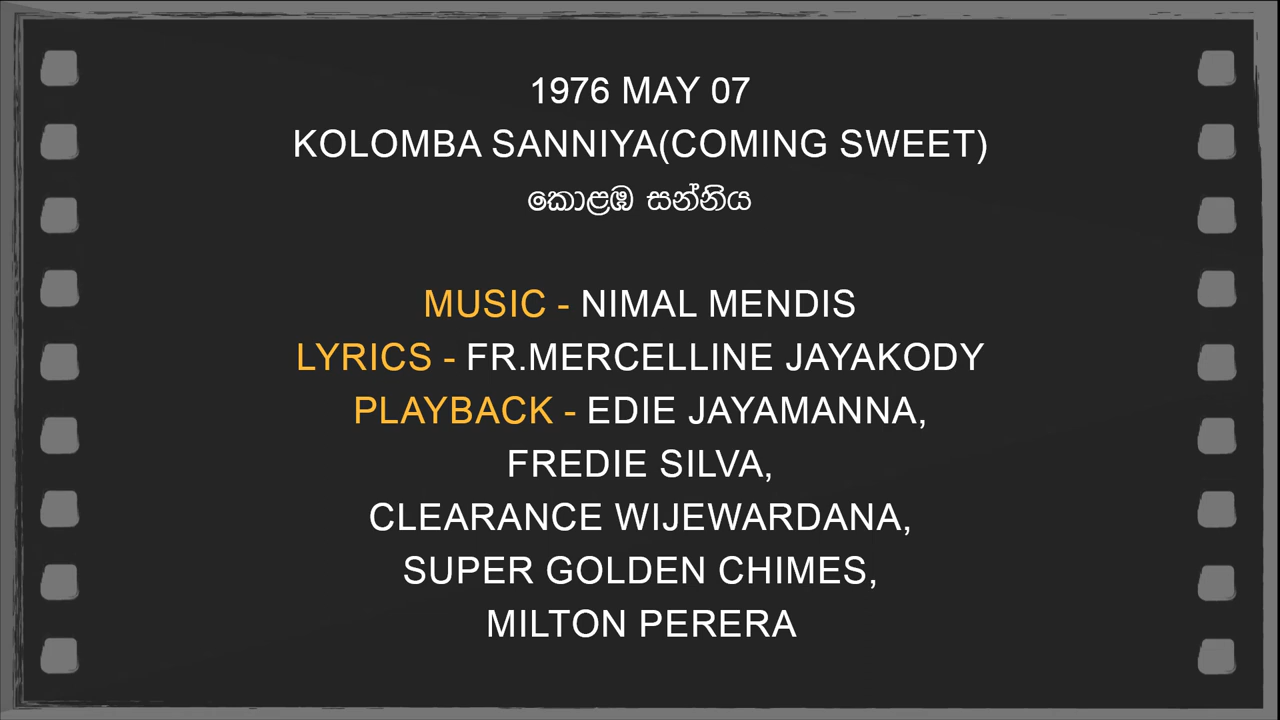 1976 MAY 07
KOLOMBA SANNIYA(COMING SWEET)
කොළඹ සන්නිය
MUSIC - NIMAL MENDIS
LYRICS - FR.MERCELLINE JAYAKODY
PLAYBACK - EDIE JAYAMANNA,
FREDIE SILVA,
CLEARANCE WIJEWARDANA,
SUPER GOLDEN CHIMES,
MILTON PERERA